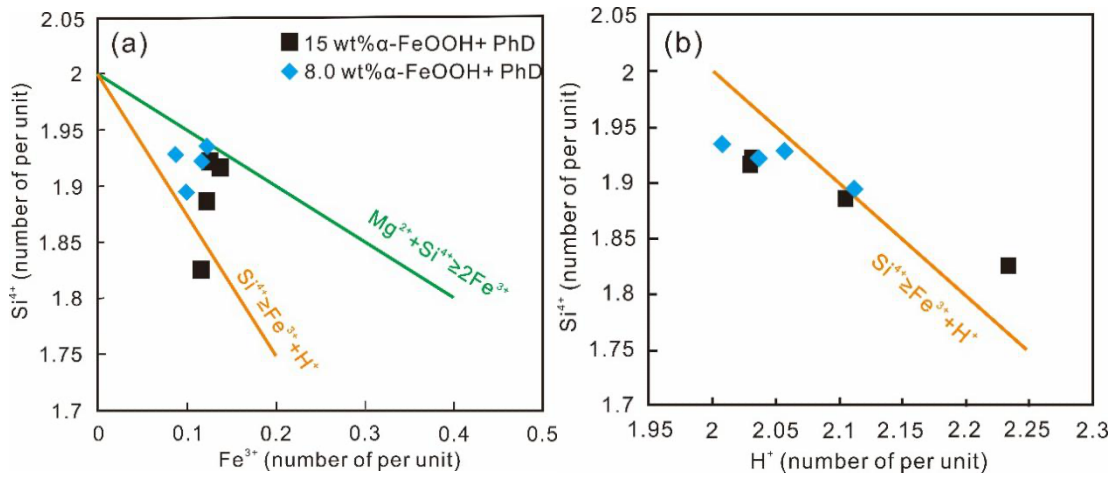 (a)
15 wt%α-FeOOH+ PhD
8.0 wt%α-FeOOH+ PhD
2.05
2
1.95
1.9
1.85
1.8
1.75
1.7
Si⁴⁺ (number of per unit)
Mg²⁺+Si⁴⁺≥2Fe³⁺
Si⁴⁺≥Fe³⁺+H⁺
0
0.1
0.2
0.3
0.4
0.5
Fe³⁺ (number of per unit)
(b)
2.05
2
1.95
1.9
1.85
1.8
1.75
1.7
Si⁴⁺ (number of per unit)
Si⁴⁺≥Fe³⁺+H⁺
1.95
2
2.05
2.1
2.15
2.2
2.25
2.3
H⁺ (number of per unit)